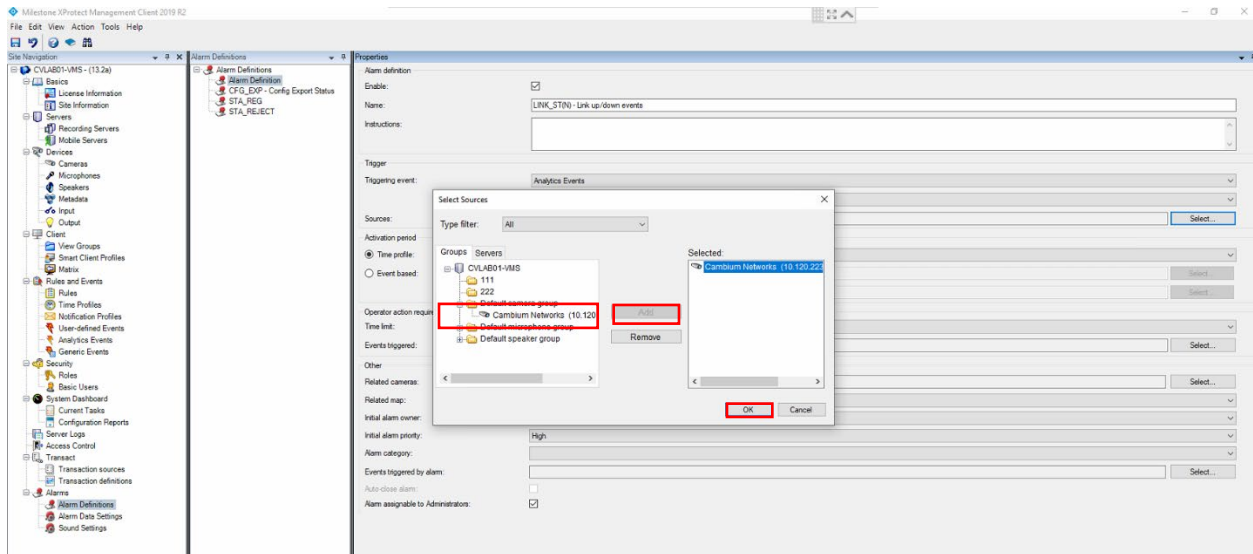 Milestone XProtect Management Client 2019 R2
File Edit View Action Tools Help
Site Navigation
CVLAB01-VMS - (13.2a)
Basics
License Information
Site Information
Servers
Recording Servers
Mobile Servers
Devices
Cameras
Microphones
Speakers
Metadata
Input
Output
Client
View Groups
Smart Client Profiles
Matrix
Rules and Events
Rules
Time Profiles
Notification Profiles
User-defined Events
Analytics Events
Generic Events
Security
Roles
Basic Users
System Dashboard
Current Tasks
Configuration Reports
Server Logs
Access Control
Transact
Transaction sources
Transaction definitions
Alarms
Alarm Definitions
Alarm Data Settings
Sound Settings
Alarm Definitions
Alarm Definitions
Alarm Definition
CFG_EXP - Config Export Status
STA_REG
STA_REJECT
Properties
Alarm definition
Enable:
Name: LINK_ST(N) - Link up/down events
Instructions:
Trigger
Triggering event: Analytics Events
Sources: Select...
Activation period
Time profile:
Event based: Select...
Select...
Operator action require
Time limit:
Events triggered: Select...
Other
Related cameras: Select...
Related map:
Initial alarm owner:
Initial alarm priority: High
Alarm category:
Events triggered by alarm: Select...
Auto-close alarm:
Alarm assignable to Administrators:
Select Sources
Type filter: All
Groups Servers
CVLAB01-VMS
111
222
Default camera group
Cambium Networks (10.120
Default microphone group
Default speaker group
Add
Remove
Selected:
Cambium Networks (10.120.223
OK Cancel